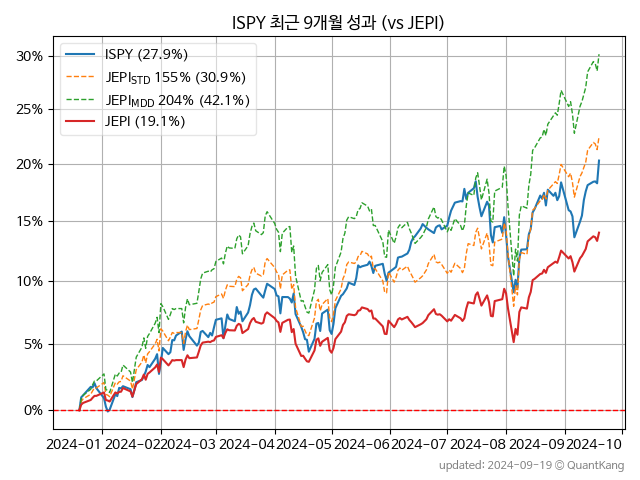 ISPY 최근 9개월 성과 (vs JEPI)
ISPY (27.9%)
JEPI_STD 155% (30.9%)
JEPI_MDD 204% (42.1%)
JEPI (19.1%)
30%
25%
20%
15%
10%
5%
0%
2024-01 2024-02 2024-03 2024-04 2024-05 2024-06 2024-07 2024-08 2024-09 2024-10
updated: 2024-09-19 © QuantKang